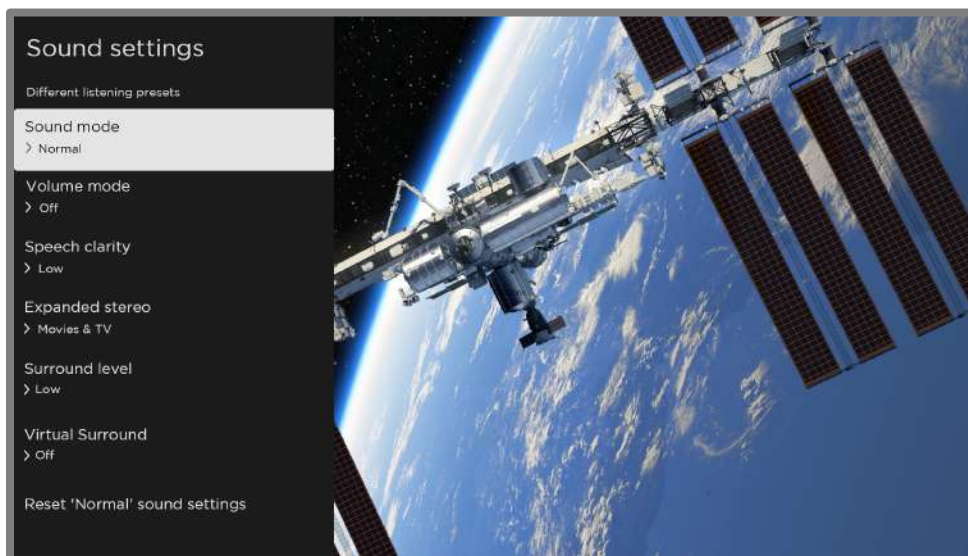 Sound settings
Different listening presets
Sound mode
> Normal
Volume mode
> Off
Speech clarity
> Low
Expanded stereo
> Movies & TV
Surround level
> Low
Virtual Surround
> Off
Reset 'Normal' sound settings